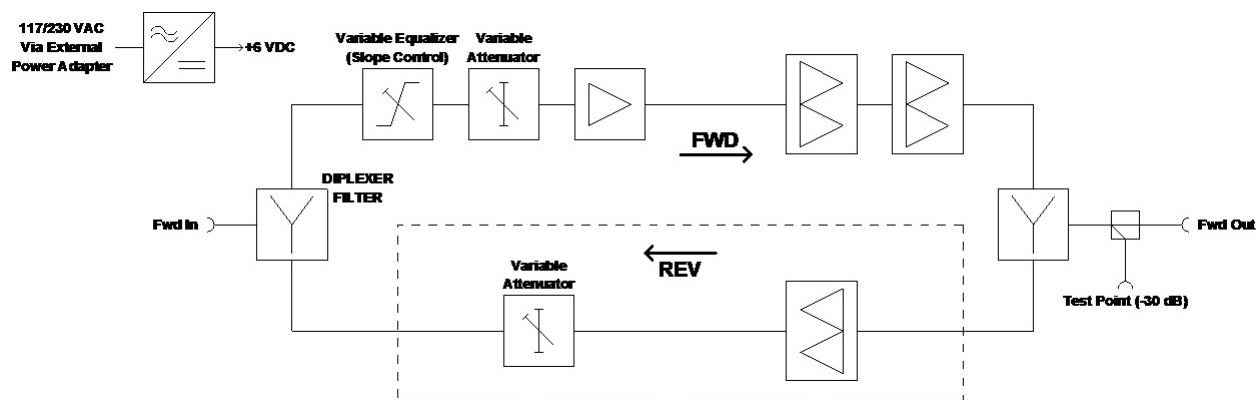 117/230 VAC
Via External
Power Adapter
+6 VDC
Variable Equalizer
(Slope Control)
Variable
Attenuator
FWD
DIPLEXER
FILTER
Fwd In
Fwd Out
REV
Variable
Attenuator
Test Point (-30 dB)